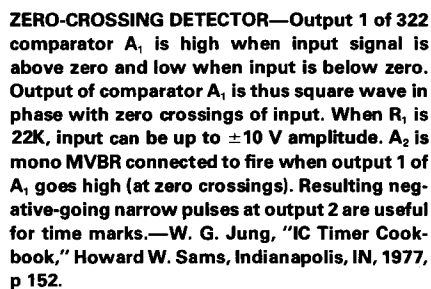 ZERO-CROSSING DETECTOR—Output 1 of 322
comparator A₁ is high when input signal is
above zero and low when input is below zero.
Output of comparator A₁ is thus square wave in
phase with zero crossings of input. When R₁ is
22K, input can be up to ±10 V amplitude. A₂ is
mono MVBR connected to fire when output 1 of
A₁ goes high (at zero crossings). Resulting neg-
ative-going narrow pulses at output 2 are useful
for time marks.—W. G. Jung, "IC Timer Cook-
book," Howard W. Sams, Indianapolis, IN, 1977,
p 152.